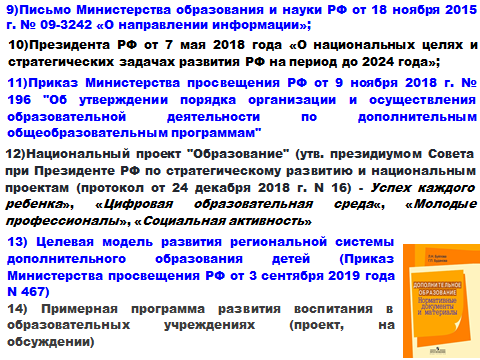 9)Письмо Министерства образования и науки РФ от 18 ноября 2015
г. № 09-3242 «О направлении информации»;
10)Президента РФ от 7 мая 2018 года «О национальных целях и
стратегических задачах развития РФ на период до 2024 года»;
11)Приказ Министерства просвещения РФ от 9 ноября 2018 г. №
196 "Об утверждении порядка организации и осуществления
образовательной деятельности по дополнительным
общеобразовательным программам"
12)Национальный проект "Образование" (утв. президиумом Совета
при Президенте РФ по стратегическому развитию и национальным
проектам (протокол от 24 декабря 2018 г. N 16) - Успех каждого
ребенка», «Цифровая образовательная среда«, «Молодые
профессионалы», «Социальная активность»
13) Целевая модель развития региональной системы
дополнительного образования детей (Приказ
Министерства просвещения РФ от 3 сентября 2019 года
N 467)
14) Примерная программа развития воспитания в
образовательных учреждениях (проект, на
обсуждении)
ДОПОЛНИТЕЛЬНОЕ
ОБРАЗОВАНИЕ
Нормативные
документы
и материалы